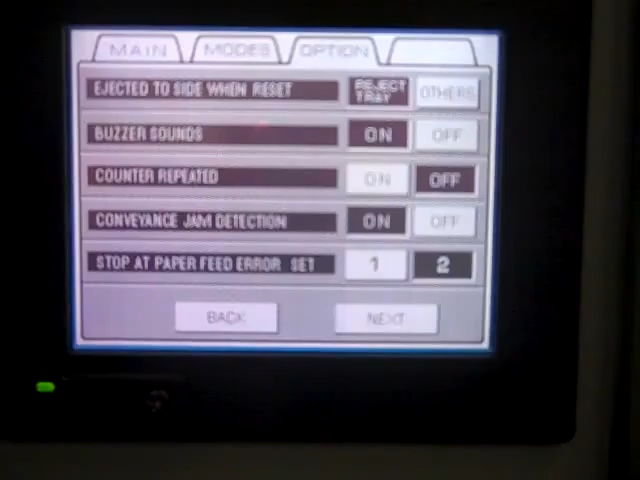 MAIN MODES OPTION
EJECTED TO SIDE WHEN RESET REJECT TRAY OTHERS
BUZZER SOUNDS ON OFF
COUNTER REPEATED ON OFF
CONVEYANCE JAM DETECTION ON OFF
STOP AT PAPER FEED ERROR SET 1 2
BACK NEXT